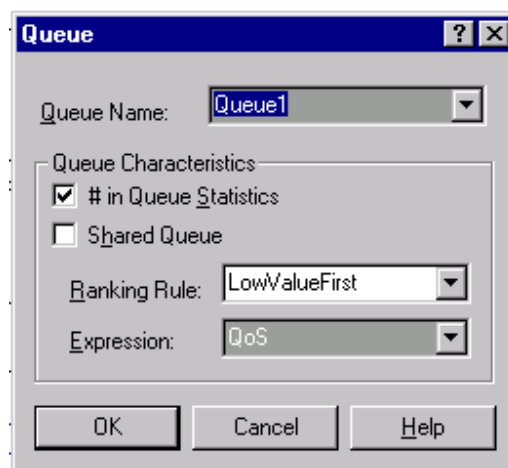 Queue
Queue Name: Queue1
Queue Characteristics
# in Queue Statistics
Shared Queue
Ranking Rule: LowValueFirst
Expression: QoS
OK Cancel Help